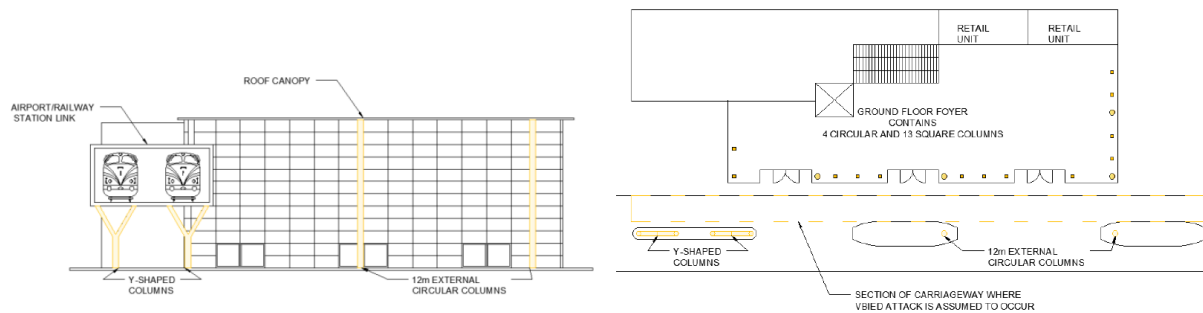 ROOF CANOPY
AIRPORT/RAILWAY
STATION LINK
Y-SHAPED
COLUMNS
12m EXTERNAL
CIRCULAR COLUMNS
RETAIL
UNIT
RETAIL
UNIT
GROUND FLOOR FOYER
CONTAINS
4 CIRCULAR AND 13 SQUARE COLUMNS
Y-SHAPED
COLUMNS
12m EXTERNAL
CIRCULAR COLUMNS
SECTION OF CARRIAGEWAY WHERE
VBIED ATTACK IS ASSUMED TO OCCUR